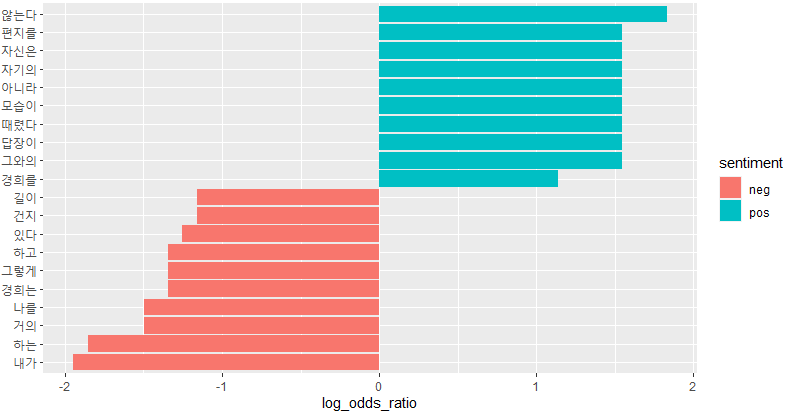 않는다
편지를
자신은
자기의
아니라
모습이
때렸다
답장이
그와의
경희를
길이
건지
있다
하고
그렇게
경희는
나를
거의
하는
내가
-2 -1 0 1 2
log_odds_ratio
sentiment
neg
pos